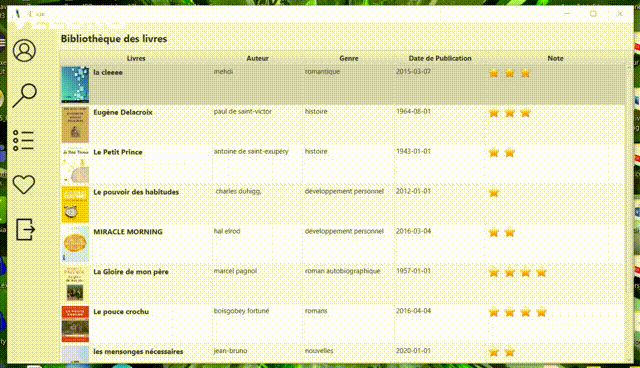 Bibliothèque des livres
Livres Auteur Genre Date de Publication Note
la cleeee mehdi romantique 2015-03-07
Eugène Delacroix paul de saint-victor histoire 1964-08-01
Le Petit Prince antoine de saint-exupéry histoire 1943-01-01
Le pouvoir des habitudes charles duhigg, développement personnel 2012-01-01
MIRACLE MORNING hal elrod développement personnel 2016-03-04
La Gloire de mon père marcel pagnol roman autobiographique 1957-01-01
Le pouce crochu boisgobey fortuné romans 2016-04-04
les mensonges nécessaires jean-bruno nouvelles 2020-01-01